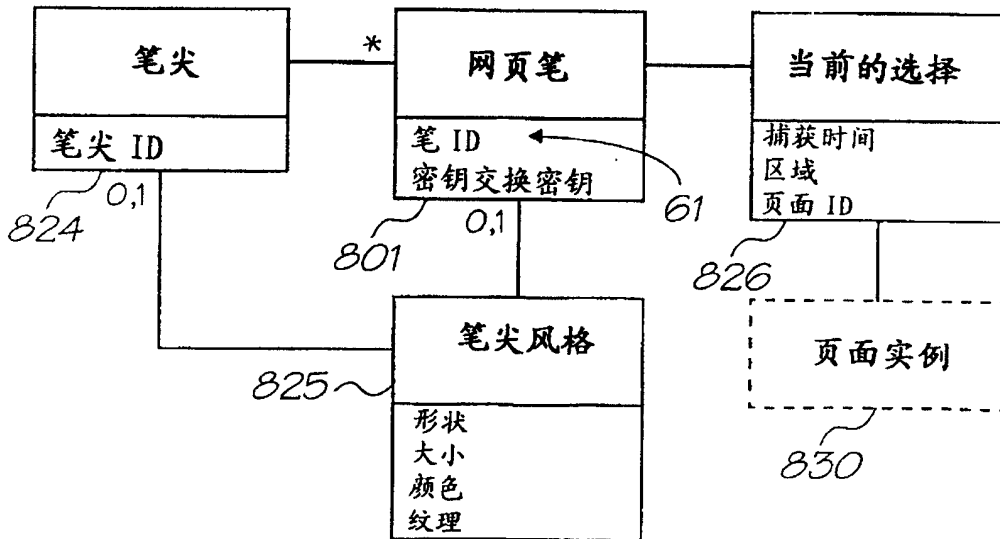 笔尖
笔尖 ID
824
0,1
*
网页笔
笔 ID
密钥交换密钥
61
801
0,1
当前的选择
捕获时间
区域
页面 ID
826
笔尖风格
825
形状
大小
颜色
纹理
页面实例
830